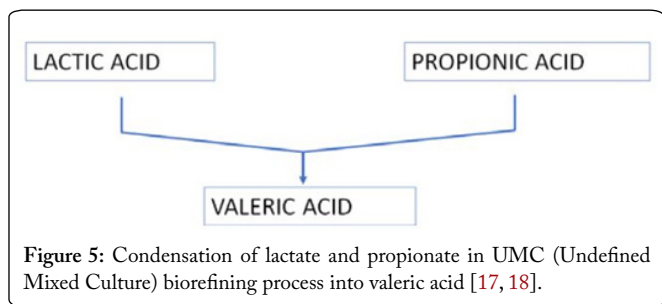 LACTIC ACID
PROPIONIC ACID
VALERIC ACID
Figure 5: Condensation of lactate and propionate in UMC (Undefined
Mixed Culture) biorefining process into valeric acid [17, 18].